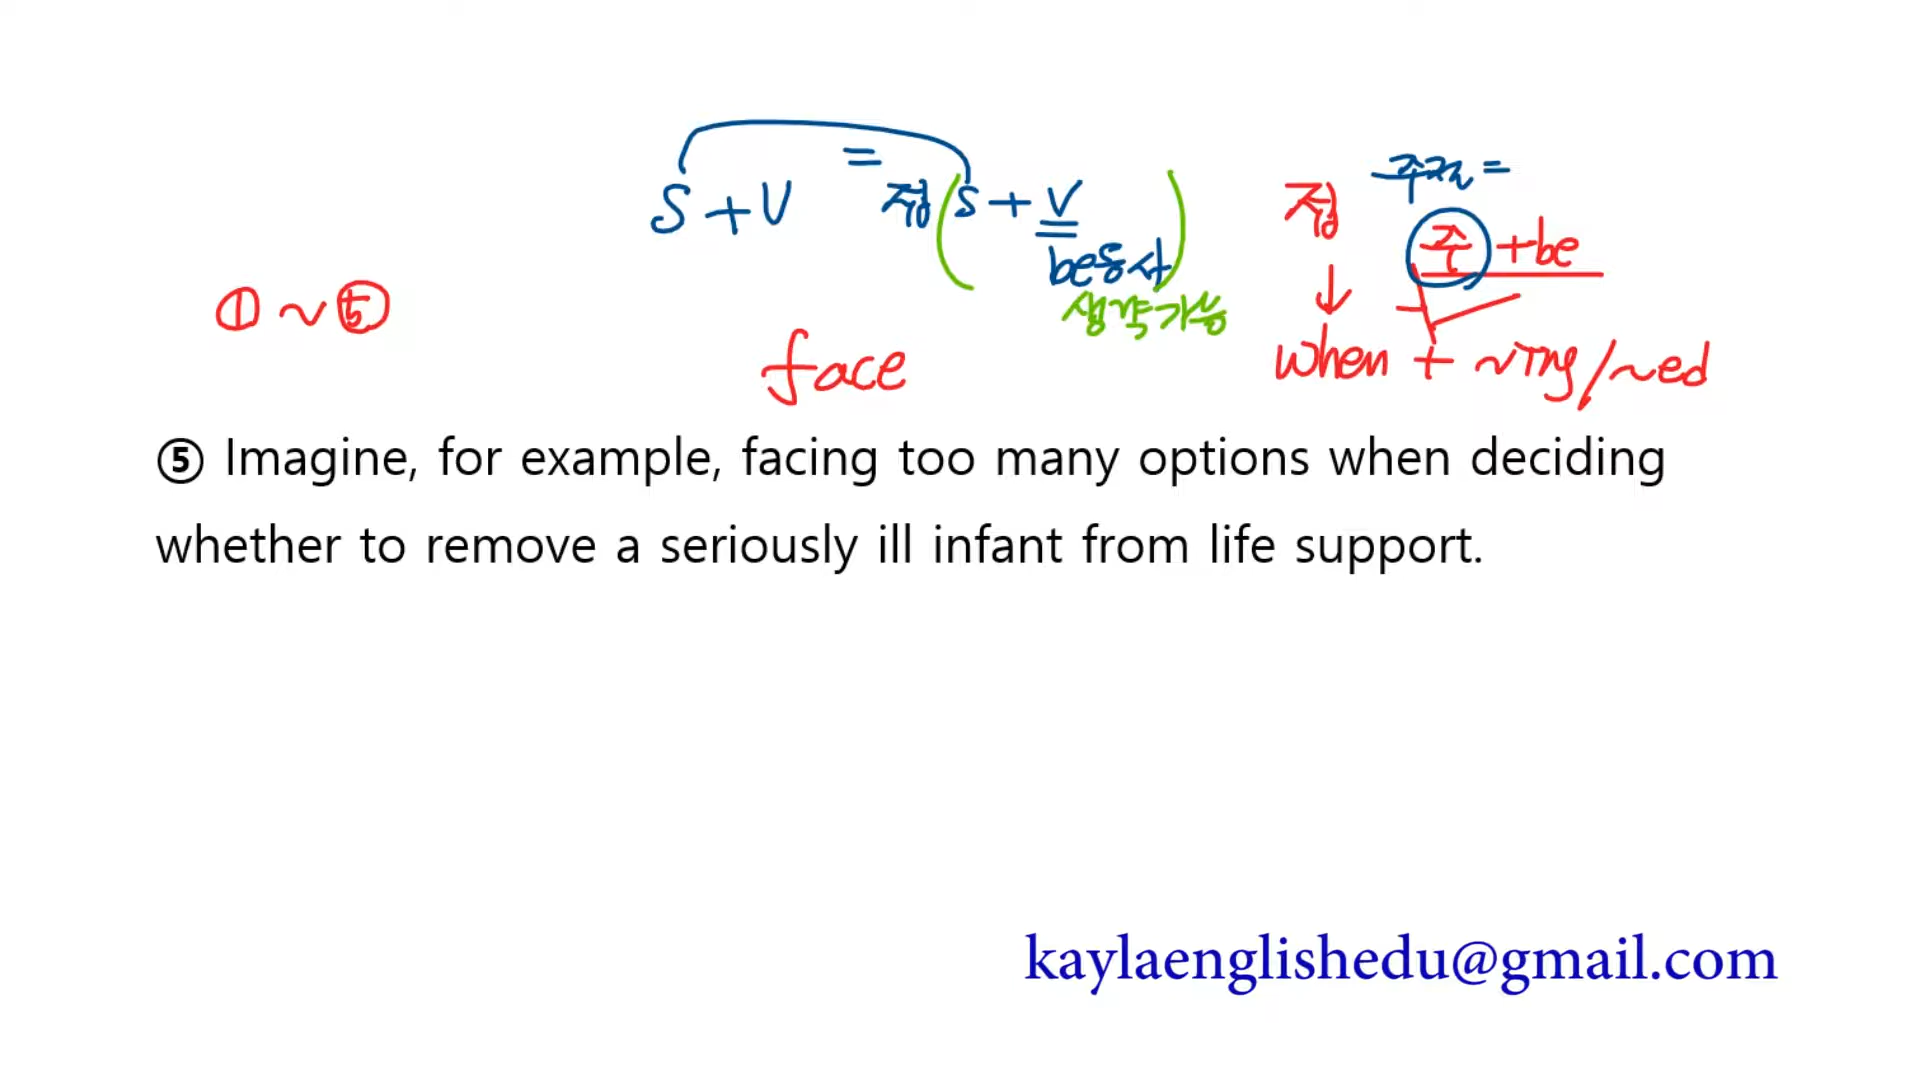 주절 =
=
S + V 접 ( S + V )
접 주 + be
be동사
① ~ ⑤ 생략가능
face when + ~ing / ~ed
⑤ Imagine, for example, facing too many options when deciding
whether to remove a seriously ill infant from life support.
kaylaenglishedu@gmail.com